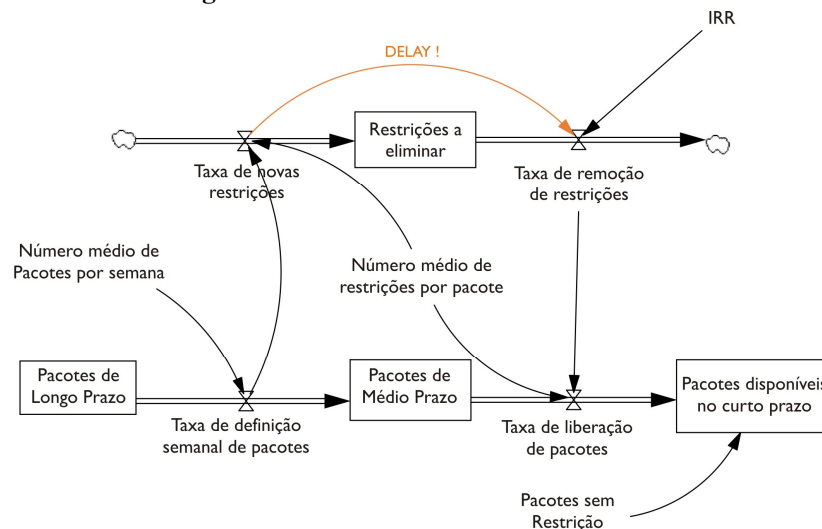 g
IRR
DELAY !
Restrições a
eliminar
Taxa de novas
restrições
Taxa de remoção
de restrições
Número médio de
Pacotes por semana
Número médio de
restrições por pacote
Pacotes de
Longo Prazo
Pacotes de
Médio Prazo
Pacotes disponíveis
no curto prazo
Taxa de definição
semanal de pacotes
Taxa de liberação
de pacotes
Pacotes sem
Restrição